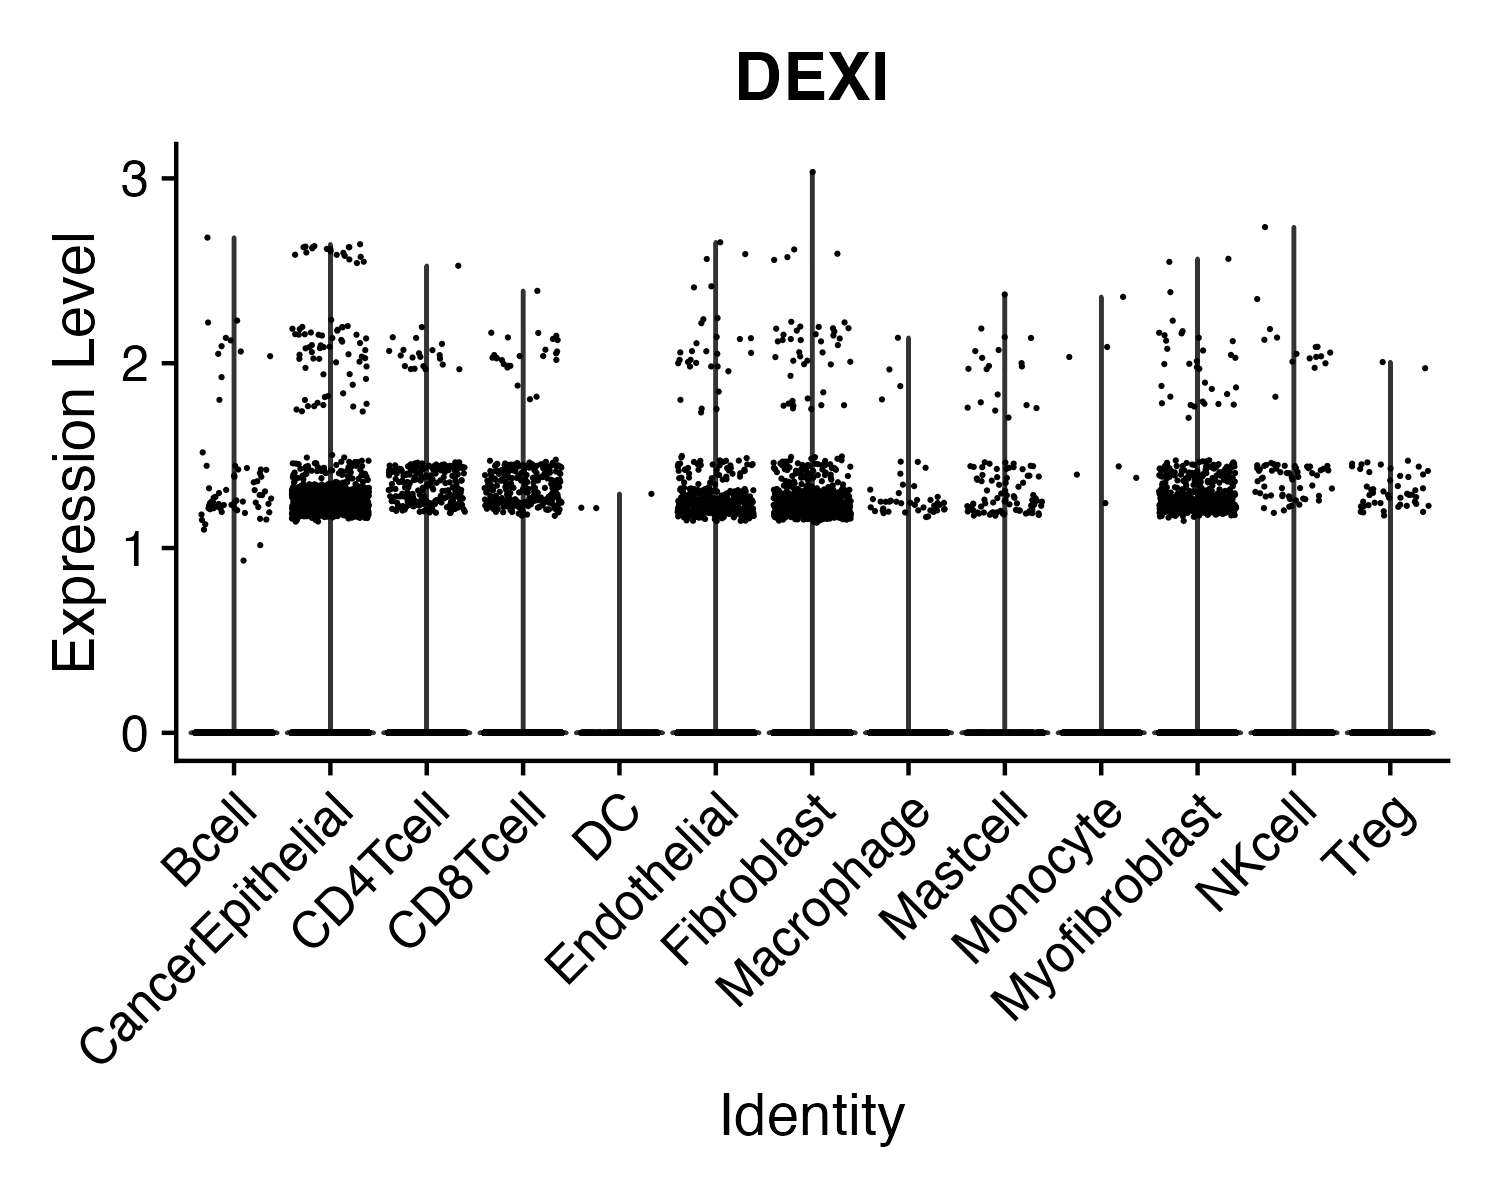 DEXI
Expression Level
3
2
1
0
Bcell
CancerEpithelial
CD4Tcell
CD8Tcell
DC
Endothelial
Fibroblast
Macrophage
Mastcell
Monocyte
Myofibroblast
NKcell
Treg
Identity